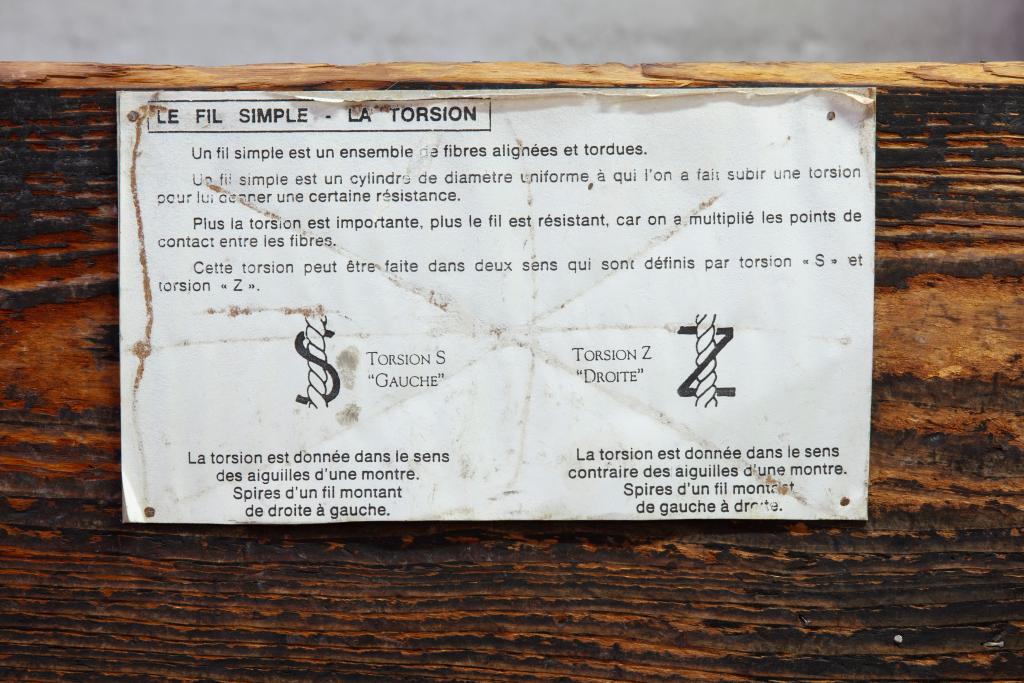 LE FIL SIMPLE - LA TORSION
Un fil simple est un ensemble de fibres alignées et tordues.
Un fil simple est un cylindre de diametre uniforme à qui l'on a fait subir une torsion
pour lui donner une certaine résistance.
Plus la torsion est importante, plus le fil est résistant, car on a multiplié les points de
contact entre les fibres.
Cette torsion peut être faite dans deux sens qui sont définis par torsion « S » et
torsion « Z ».
S
TORSION S
“GAUCHE”
TORSION Z
“DROITE”
Z
La torsion est donnée dans le sens
des aiguilles d'une montre.
Spires d'un fil montant
de droite à gauche.
La torsion est donnée dans le sens
contraire des aiguilles d'une montre.
Spires d'un fil montant
de gauche à droite.